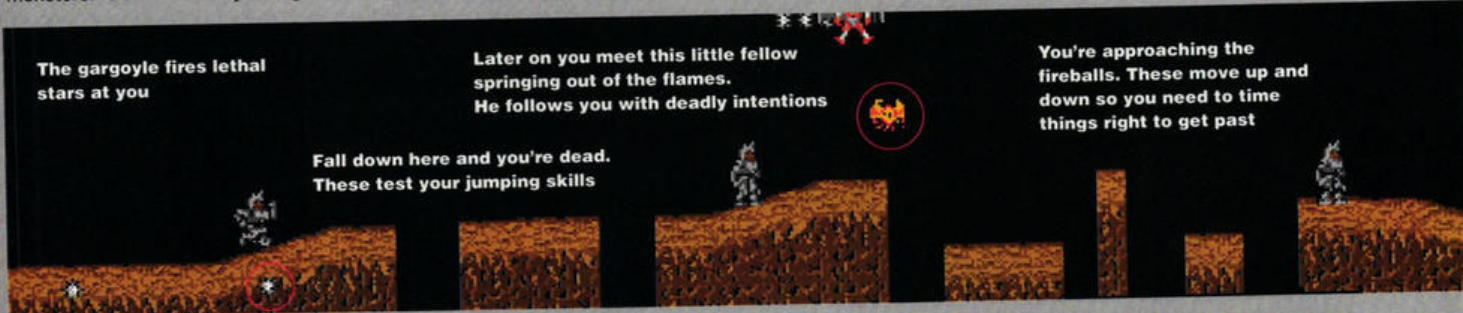 The gargoyle fires lethal
stars at you
Fall down here and you're dead.
These test your jumping skills
Later on you meet this little fellow
springing out of the flames.
He follows you with deadly intentions
You're approaching the
fireballs. These move up and
down so you need to time
things right to get past